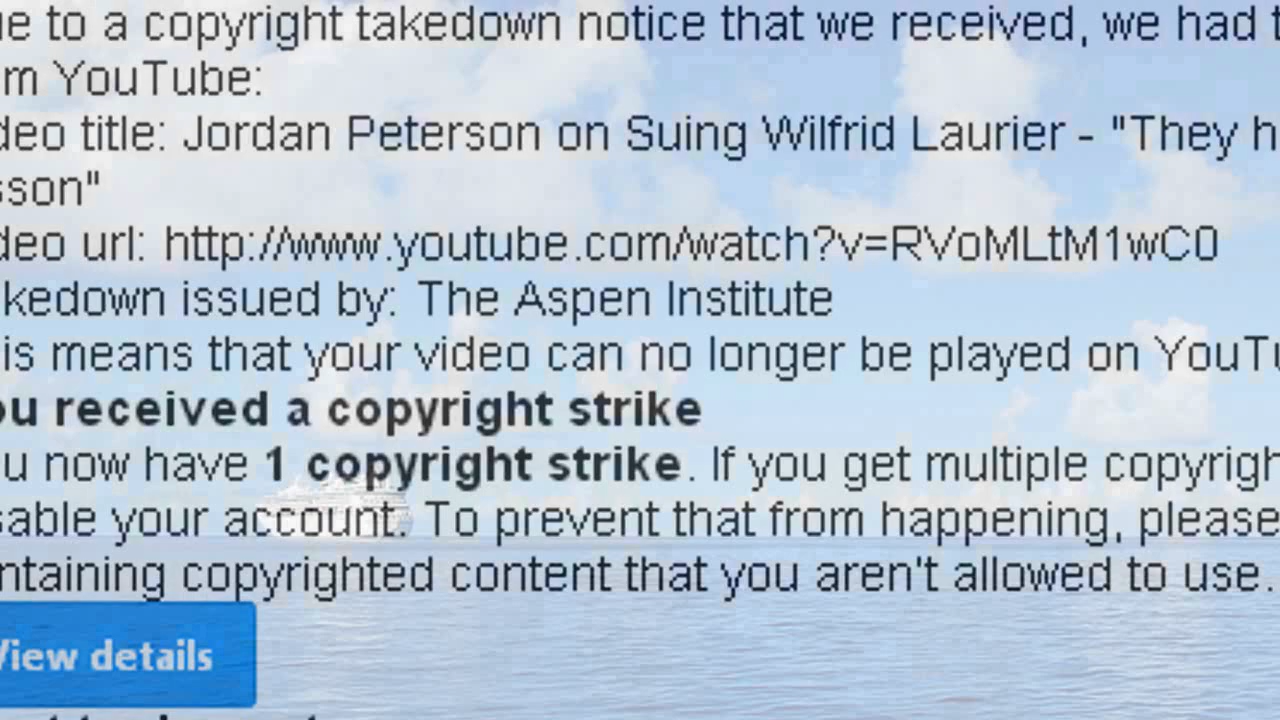 e to a copyright takedown notice that we received, we had t
m YouTube:
deo title: Jordan Peterson on Suing Wilfrid Laurier - "They h
sson"
deo url: http://www.youtube.com/watch?v=RVoMLtM1wC0
kedown issued by: The Aspen Institute
is means that your video can no longer be played on YouTu
ou received a copyright strike
u now have 1 copyright strike. If you get multiple copyrigh
sable your account. To prevent that from happening, please
ntaining copyrighted content that you aren't allowed to use.
View details